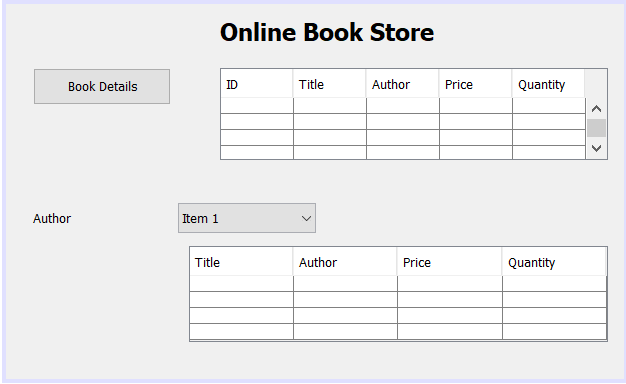 Online Book Store
Book Details
ID Title Author Price Quantity
Author Item 1
Title Author Price Quantity